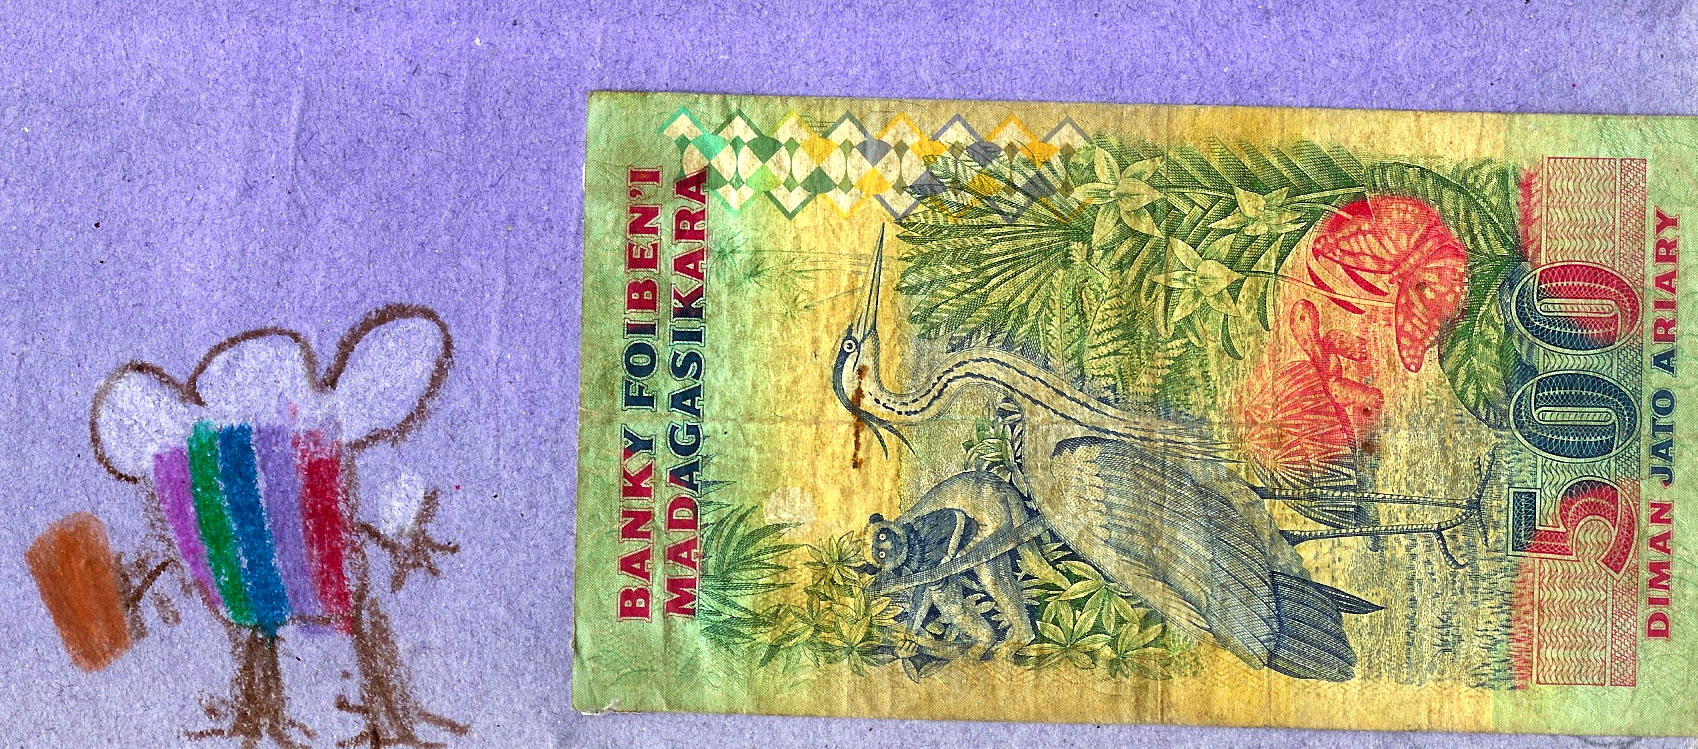 BANKY FOIBEN'I
MADAGASIKARA
500
DIMAN JATO ARIARY